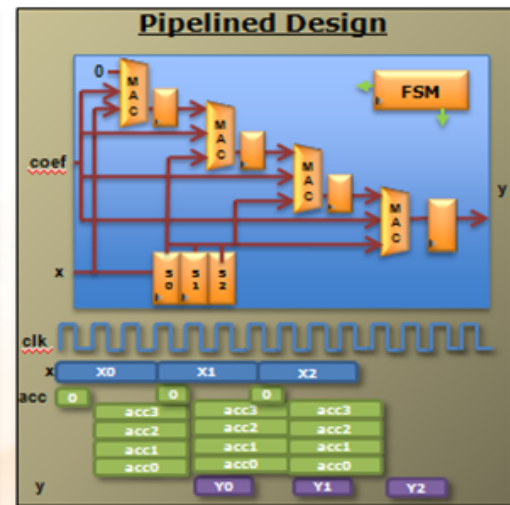 Pipelined Design
0
MAC
MAC
MAC
MAC
FSM
coef
y
x
S0 S1 S2
clk
x X0 X1 X2
acc 0 0 0
acc3 acc3 acc3
acc2 acc2 acc2
acc1 acc1 acc1
acc0 acc0 acc0
y Y0 Y1 Y2